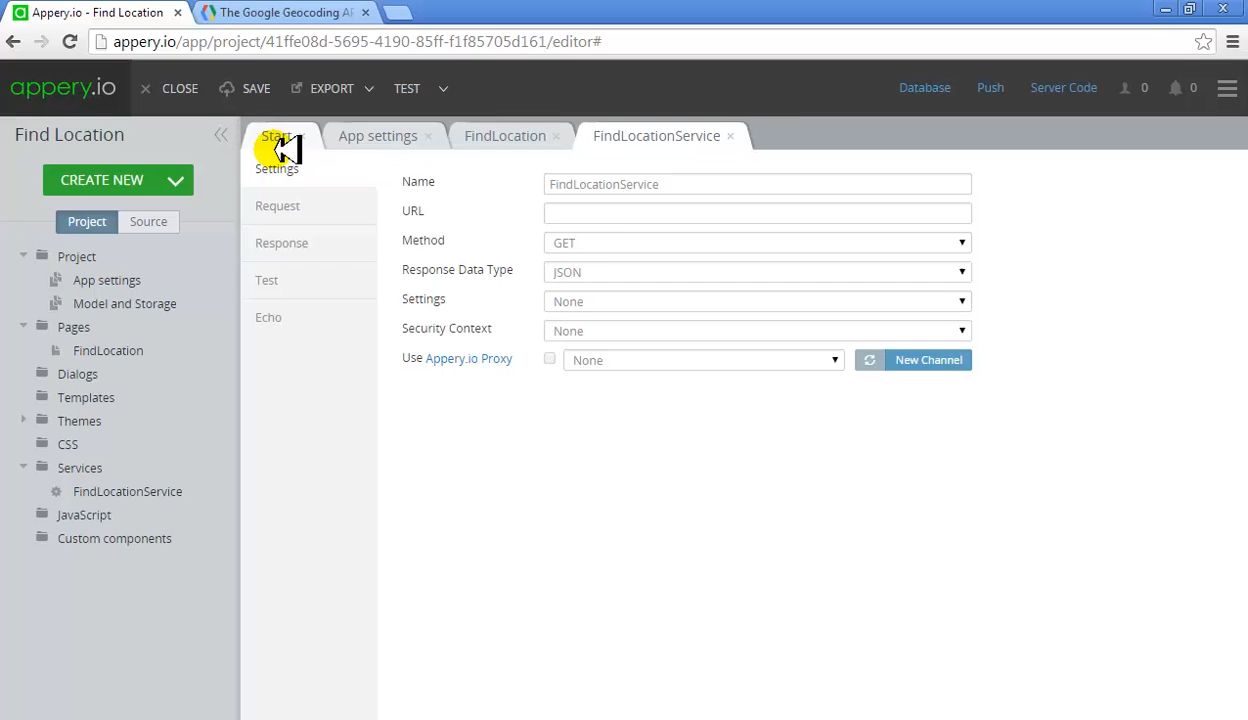 Appery.io - Find Location
The Google Geocoding AP
appery.io/app/project/41ffe08d-5695-4190-85ff-f1f85705d161/editor#
appery.io
CLOSE
SAVE
EXPORT
TEST
Database
Push
Server Code
0
0
Find Location
Start
App settings
FindLocation
FindLocationService
CREATE NEW
Project
Source
Project
App settings
Model and Storage
Pages
FindLocation
Dialogs
Templates
Themes
CSS
Services
FindLocationService
JavaScript
Custom components
Settings
Request
Response
Test
Echo
Name
FindLocationService
URL
Method
GET
Response Data Type
JSON
Settings
None
Security Context
None
Use Appery.io Proxy
None
New Channel